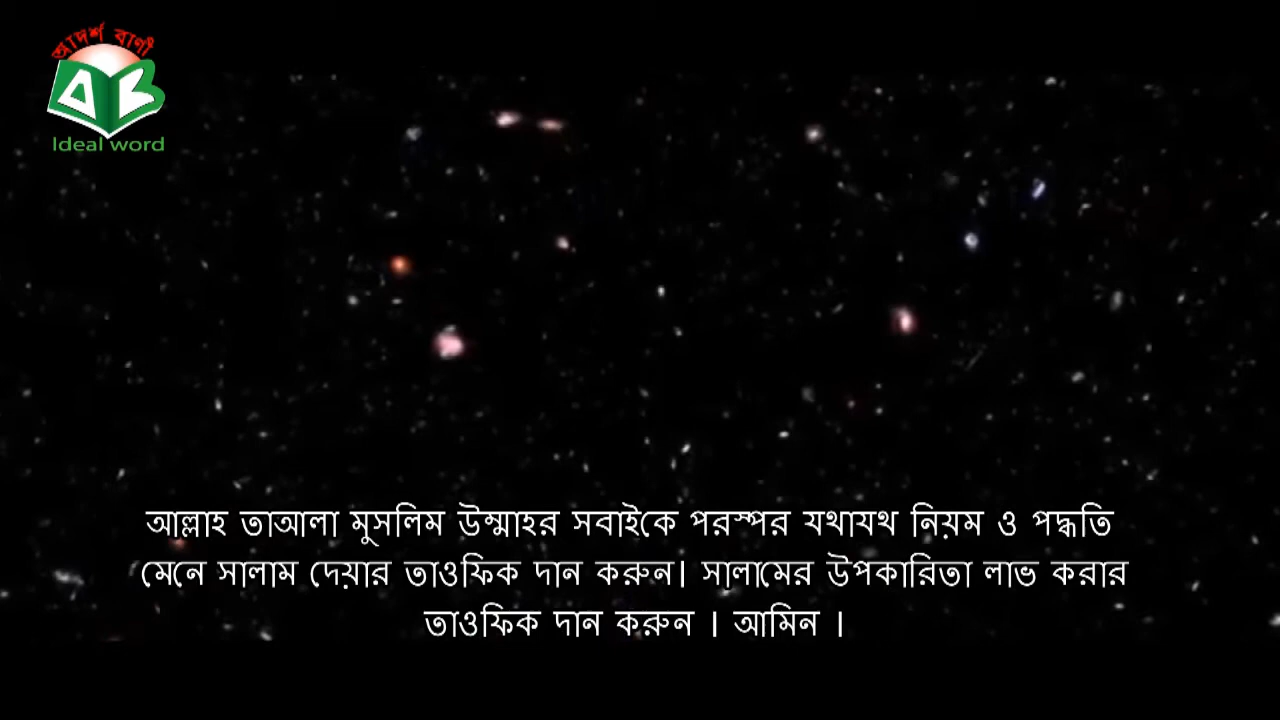 আদর্শ বাণী
AB
Ideal word
আল্লাহ তাআলা মুসলিম উম্মাহর সবাইকে পরস্পর যথাযথ নিয়ম ও পদ্ধতি
মেনে সালাম দেয়ার তাওফিক দান করুন। সালামের উপকারিতা লাভ করার
তাওফিক দান করুন । আমিন ।